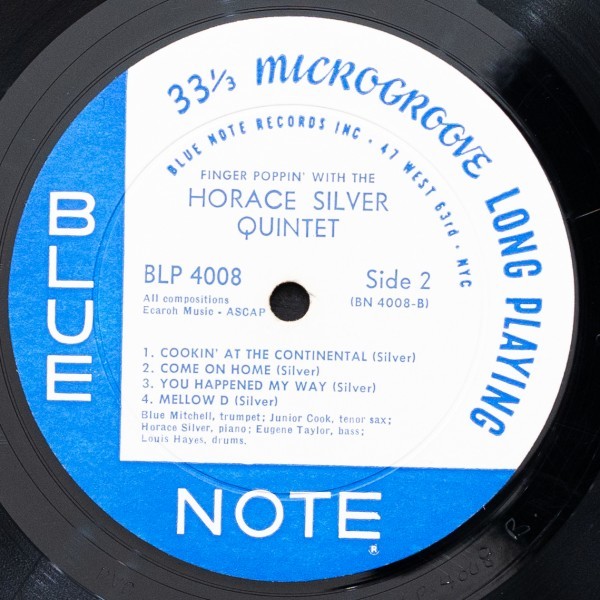 33⅓ MICROGROOVE LONG PLAYING
BLUE NOTE RECORDS INC · 47 WEST 63rd · NYC
FINGER POPPIN' WITH THE
HORACE SILVER
QUINTET
BLP 4008
Side 2
All compositions
Ecaroh Music - ASCAP
(BN 4008-B)
1. COOKIN' AT THE CONTINENTAL (Silver)
2. COME ON HOME (Silver)
3. YOU HAPPENED MY WAY (Silver)
4. MELLOW D (Silver)
Blue Mitchell, trumpet; Junior Cook, tenor sax;
Horace Silver, piano; Eugene Taylor, bass;
Louis Hayes, drums.
BLUE
NOTE
®